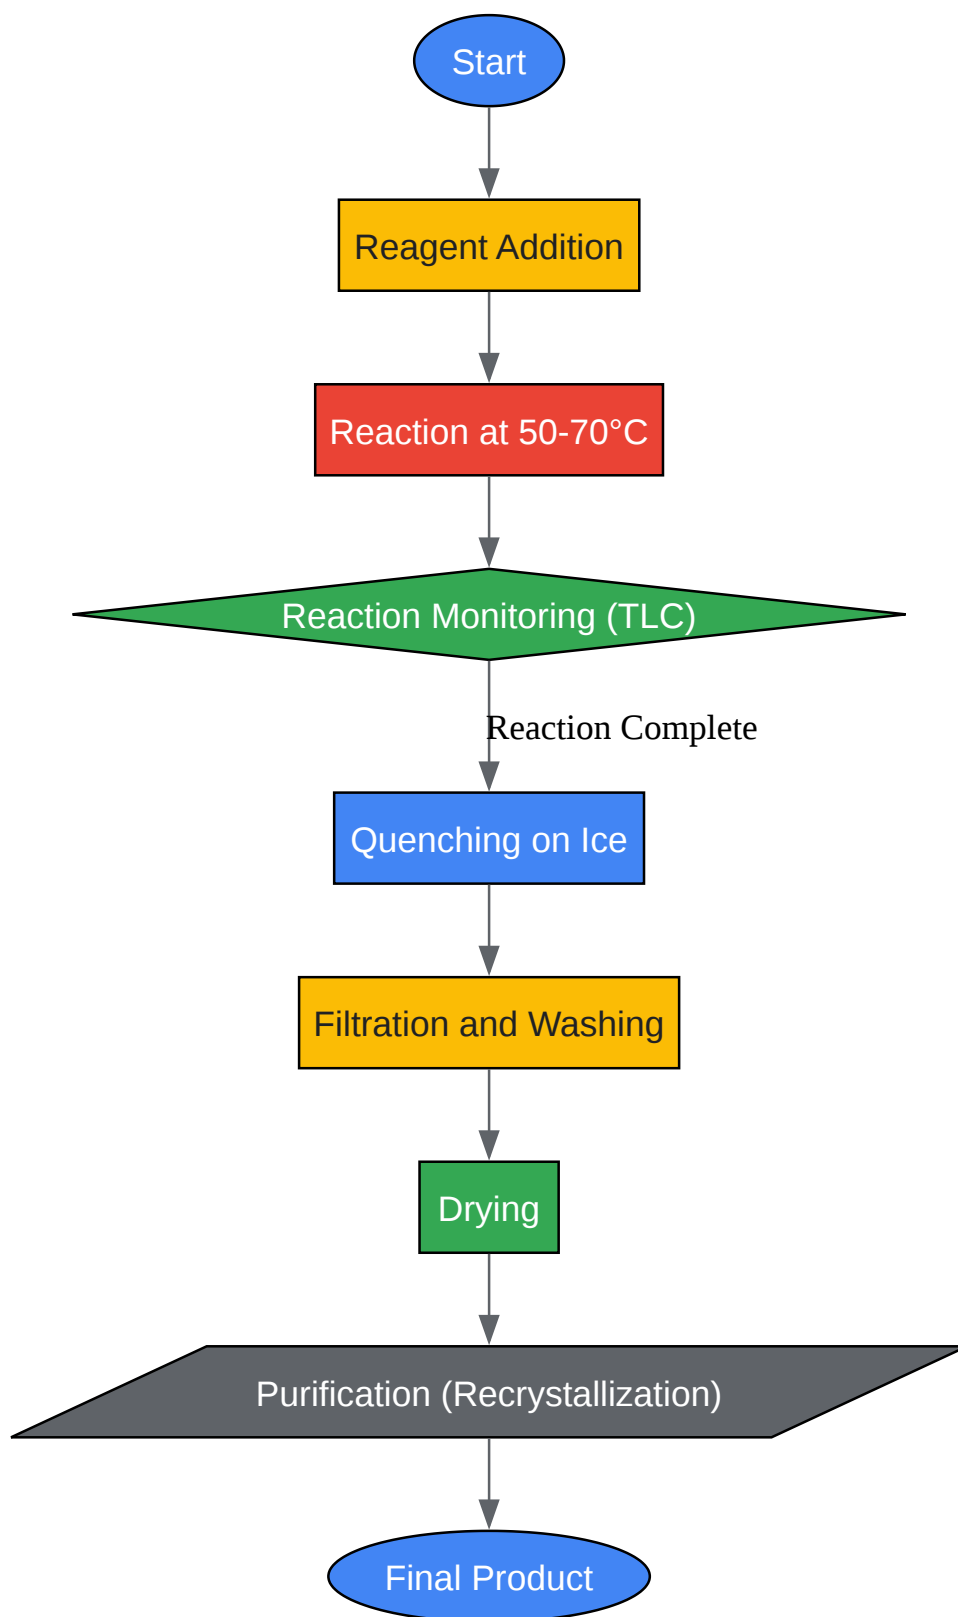 Start
Reagent Addition
Reaction at 50-70°C
Reaction Monitoring (TLC)
Reaction Complete
Quenching on Ice
Filtration and Washing
Drying
Purification (Recrystallization)
Final Product